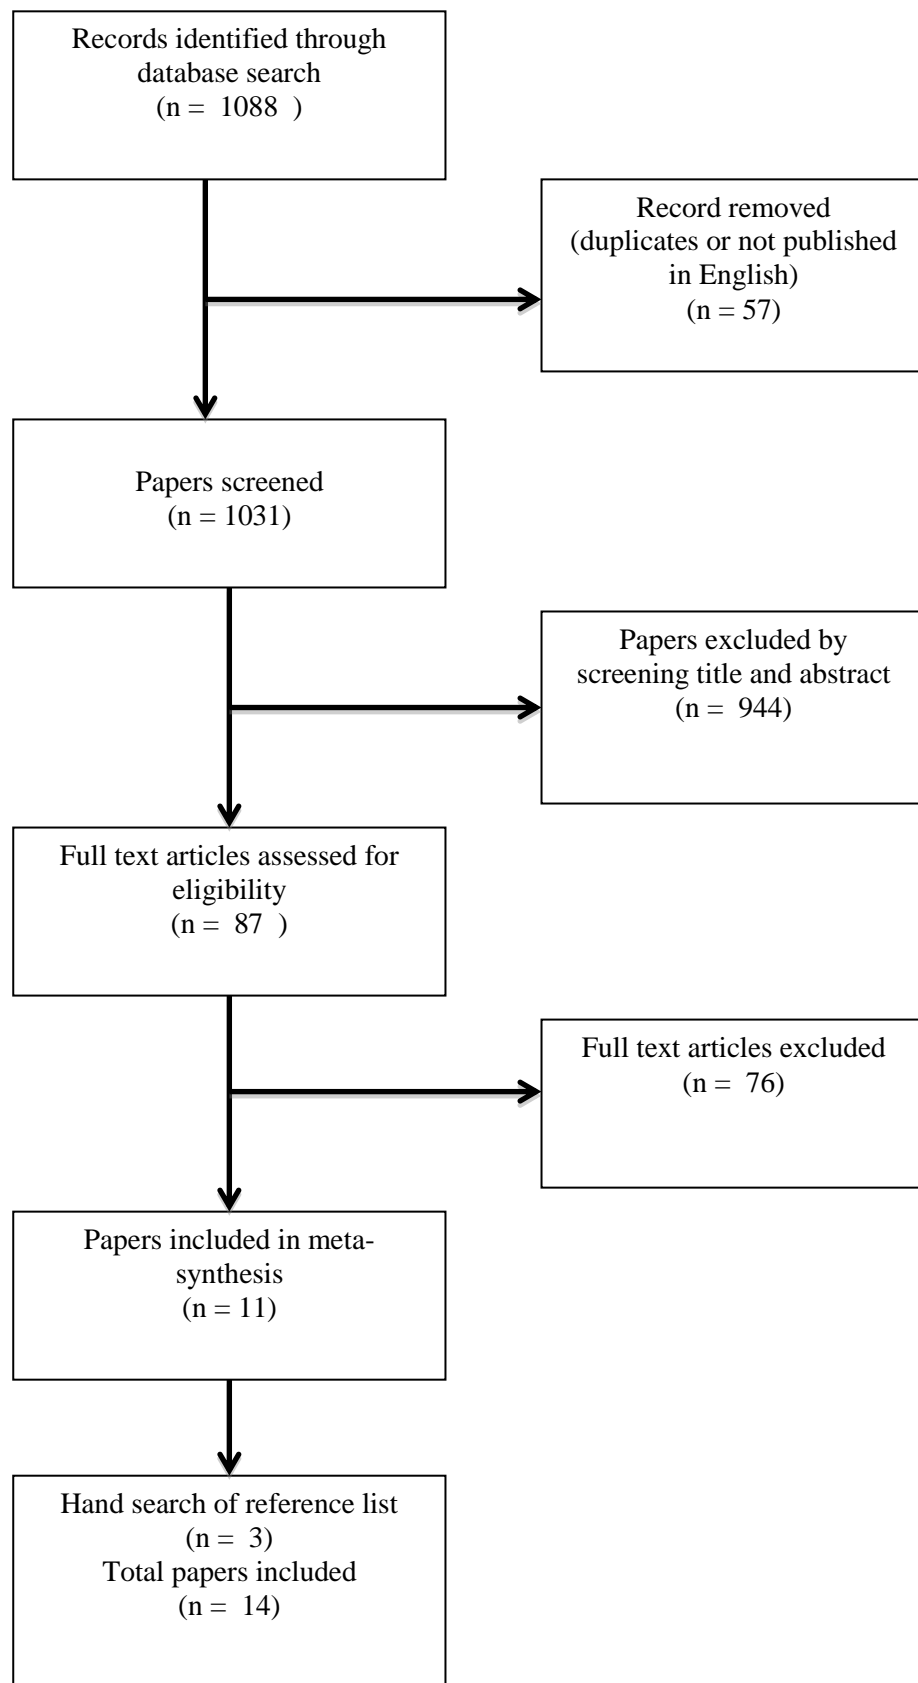 Records identified through
database search
(n =  1088  )
Record removed
(duplicates or not published
in English)
(n = 57)
Papers screened
(n = 1031)
Papers excluded by
screening title and abstract
(n =  944)
Full text articles assessed for
eligibility
(n =  87  )
Full text articles excluded
(n =  76)
Papers included in meta-
synthesis
(n = 11)
Hand search of reference list
(n =  3)
Total papers included
(n =  14)